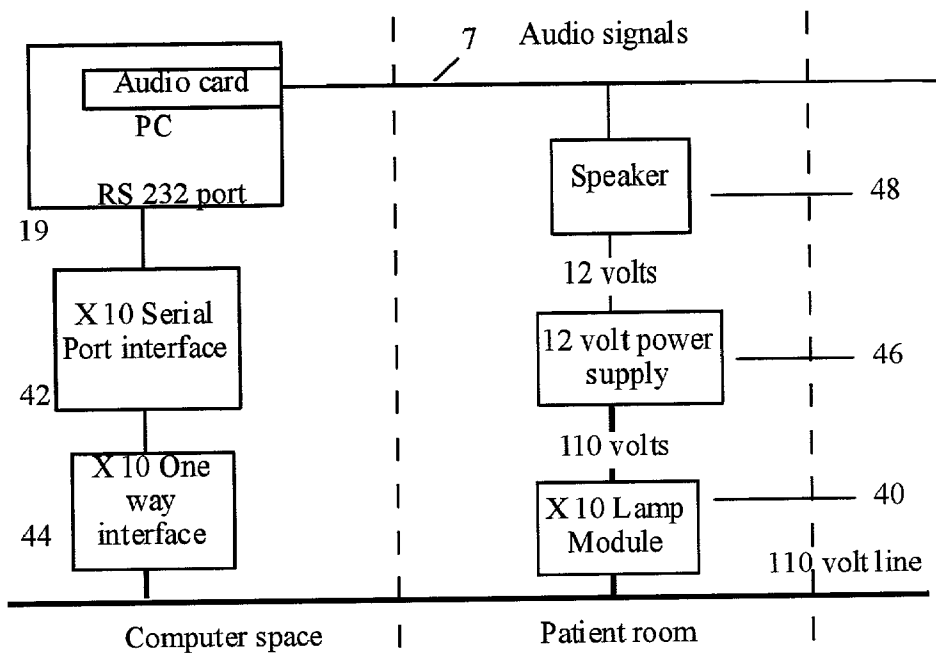 7
Audio signals
Audio card
PC
RS 232 port
19
Speaker
48
12 volts
X 10 Serial
Port interface
42
12 volt power
supply
46
110 volts
X 10 One
way
interface
44
X 10 Lamp
Module
40
110 volt line
Computer space
Patient room